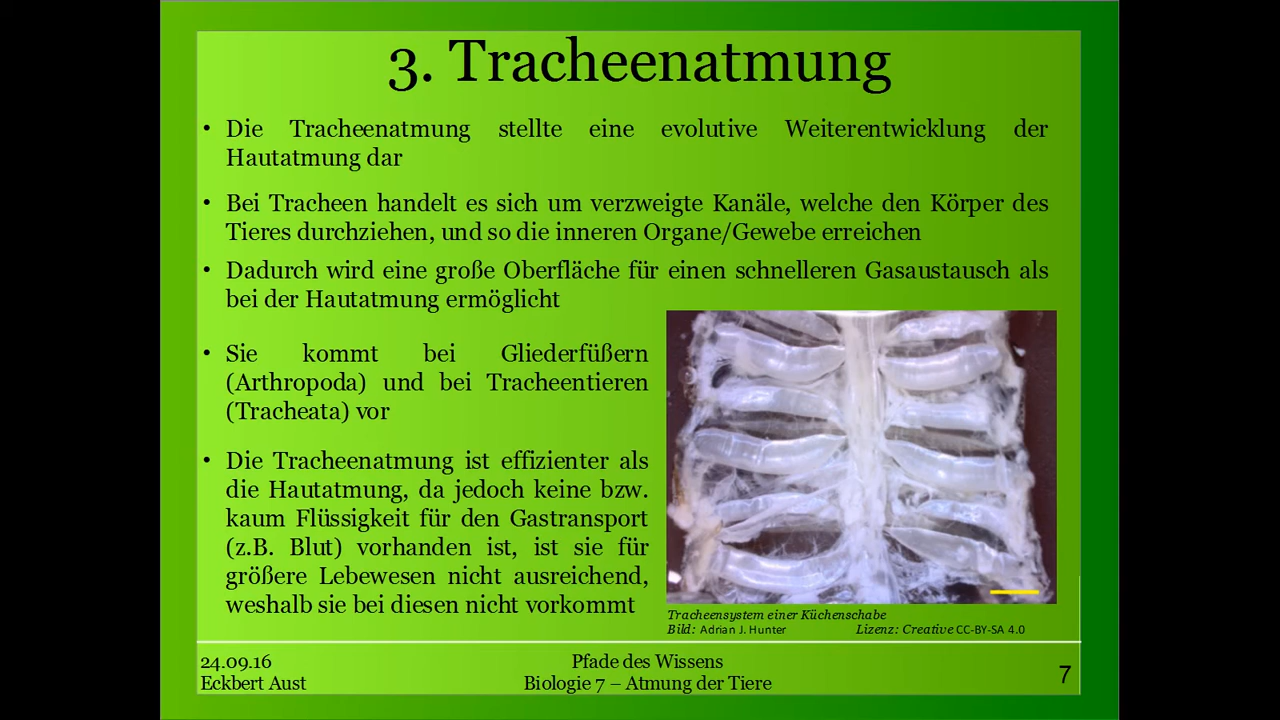 3. Tracheenatmung
• Die Tracheenatmung stellte eine evolutive Weiterentwicklung der
Hautatmung dar
• Bei Tracheen handelt es sich um verzweigte Kanäle, welche den Körper des
Tieres durchziehen, und so die inneren Organe/Gewebe erreichen
• Dadurch wird eine große Oberfläche für einen schnelleren Gasaustausch als
bei der Hautatmung ermöglicht
• Sie kommt bei Gliederfüßern
(Arthropoda) und bei Tracheentieren
(Tracheata) vor
• Die Tracheenatmung ist effizienter als
die Hautatmung, da jedoch keine bzw.
kaum Flüssigkeit für den Gastransport
(z.B. Blut) vorhanden ist, ist sie für
größere Lebewesen nicht ausreichend,
weshalb sie bei diesen nicht vorkommt
Tracheensystem einer Küchenschabe
Bild: Adrian J. Hunter Lizenz: Creative CC-BY-SA 4.0
24.09.16
Eckbert Aust
Pfade des Wissens
Biologie 7 – Atmung der Tiere
7